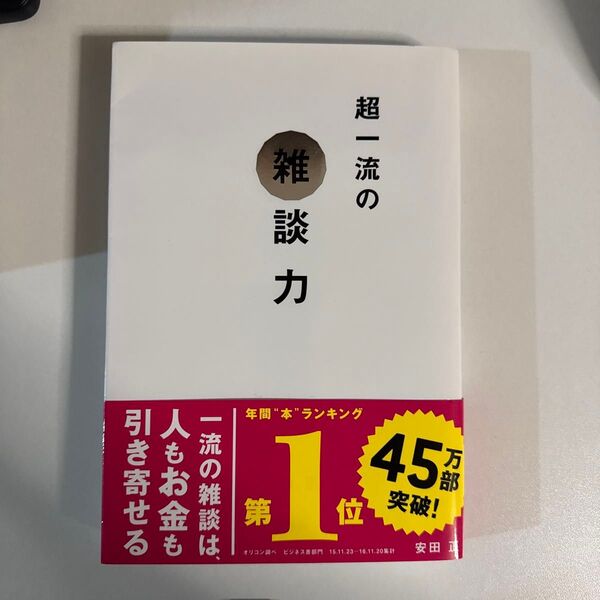 超一流の
雑談力
一流の雑談は、
人もお金も
引き寄せる
年間“本”ランキング
第1位
45万部
突破!
オリコン調べ ビジネス書部門 15.11.23-16.11.20集計
安田 正